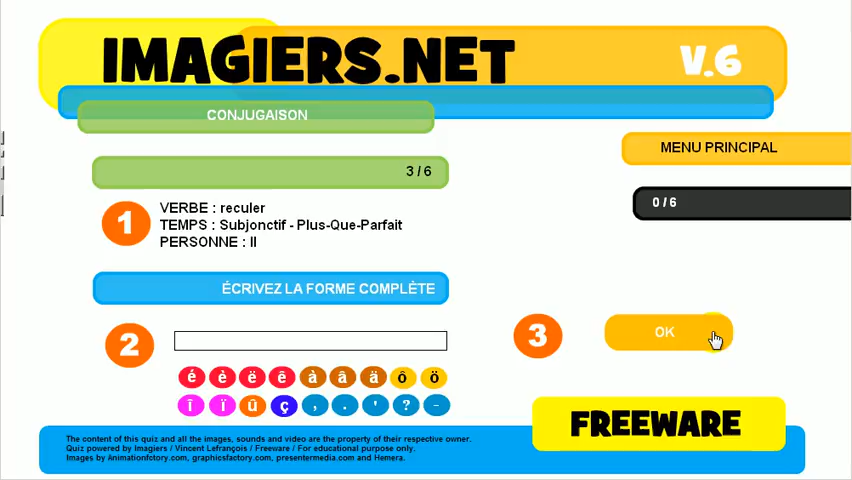 IMAGIERS.NET
V.6
CONJUGAISON
MENU PRINCIPAL
3 / 6
0 / 6
1
VERBE : reculer
TEMPS : Subjonctif - Plus-Que-Parfait
PERSONNE : II
ÉCRIVEZ LA FORME COMPLÈTE
2
3
OK
é è ë ê à â ä ô ö
î ï û ç , . ' ? -
FREEWARE
The content of this quiz and all the images, sounds and video are the property of their respective owner.
Quiz powered by Imagiers / Vincent Lefrançois / Freeware / For educational purpose only.
Images by Animationfctory.com, graphicsfactory.com, presentermedia.com and Hemera.